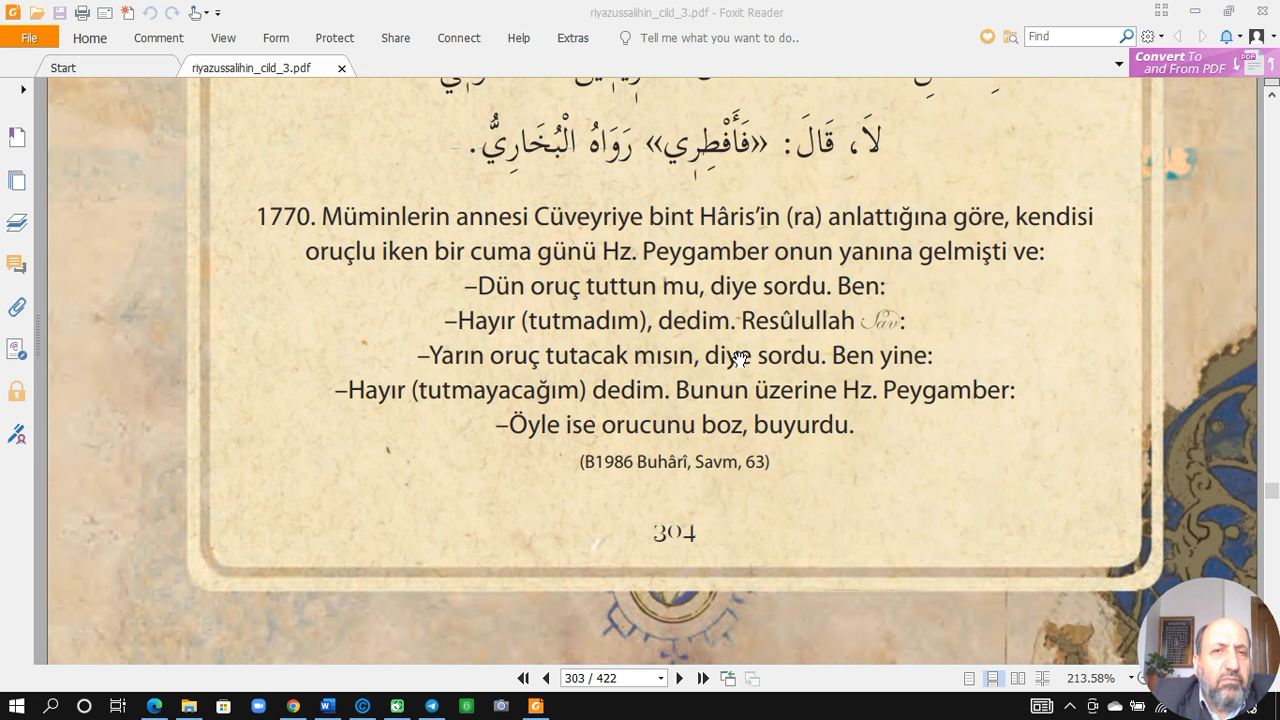 riyazussalihin_cild_3.pdf - Foxit Reader
File Home Comment View Form Protect Share Connect Help Extras Tell me what you want to do.. Find
Start riyazussalihin_cild_3.pdf
Convert To
and From PDF PDF
لاَ، قَالَ: «فَأَفْطِرِي» رَوَاهُ الْبُخَارِيُّ.
1770. Müminlerin annesi Cüveyriye bint Hâris’in (ra) anlattığına göre, kendisi
oruçlu iken bir cuma günü Hz. Peygamber onun yanına gelmişti ve:
–Dün oruç tuttun mu, diye sordu. Ben:
–Hayır (tutmadım), dedim. Resûlullah Sav:
–Yarın oruç tutacak mısın, diye sordu. Ben yine:
–Hayır (tutmayacağım) dedim. Bunun üzerine Hz. Peygamber:
–Öyle ise orucunu boz, buyurdu.
(B1986 Buhârî, Savm, 63)
304
303 / 422
213.58%